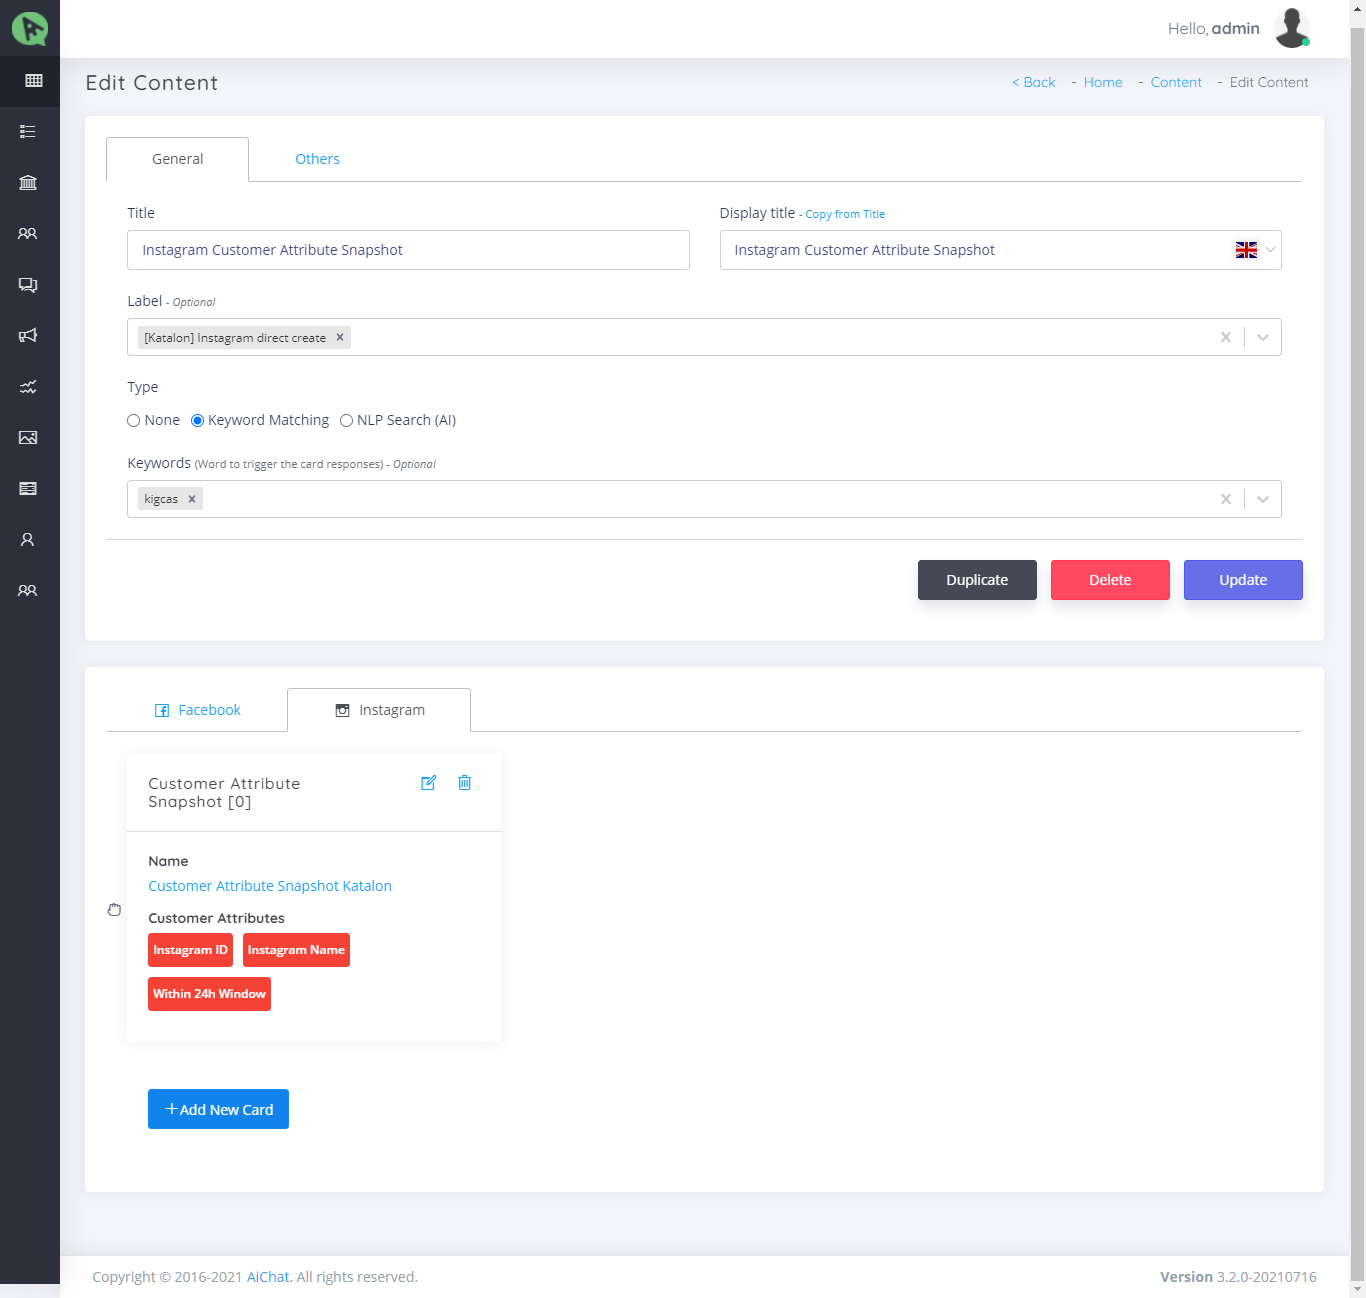 Hello, admin
Edit Content
< Back - Home - Content - Edit Content
General Others
Title
Instagram Customer Attribute Snapshot
Display title - Copy from Title
Instagram Customer Attribute Snapshot
Label - Optional
[Katalon] Instagram direct create ×
Type
None Keyword Matching NLP Search (AI)
Keywords (Word to trigger the card responses) - Optional
kigcas ×
Duplicate Delete Update
Facebook Instagram
Customer Attribute
Snapshot [0]
Name
Customer Attribute Snapshot Katalon
Customer Attributes
Instagram ID Instagram Name
Within 24h Window
+Add New Card
Copyright © 2016-2021 AiChat. All rights reserved.
Version 3.2.0-20210716